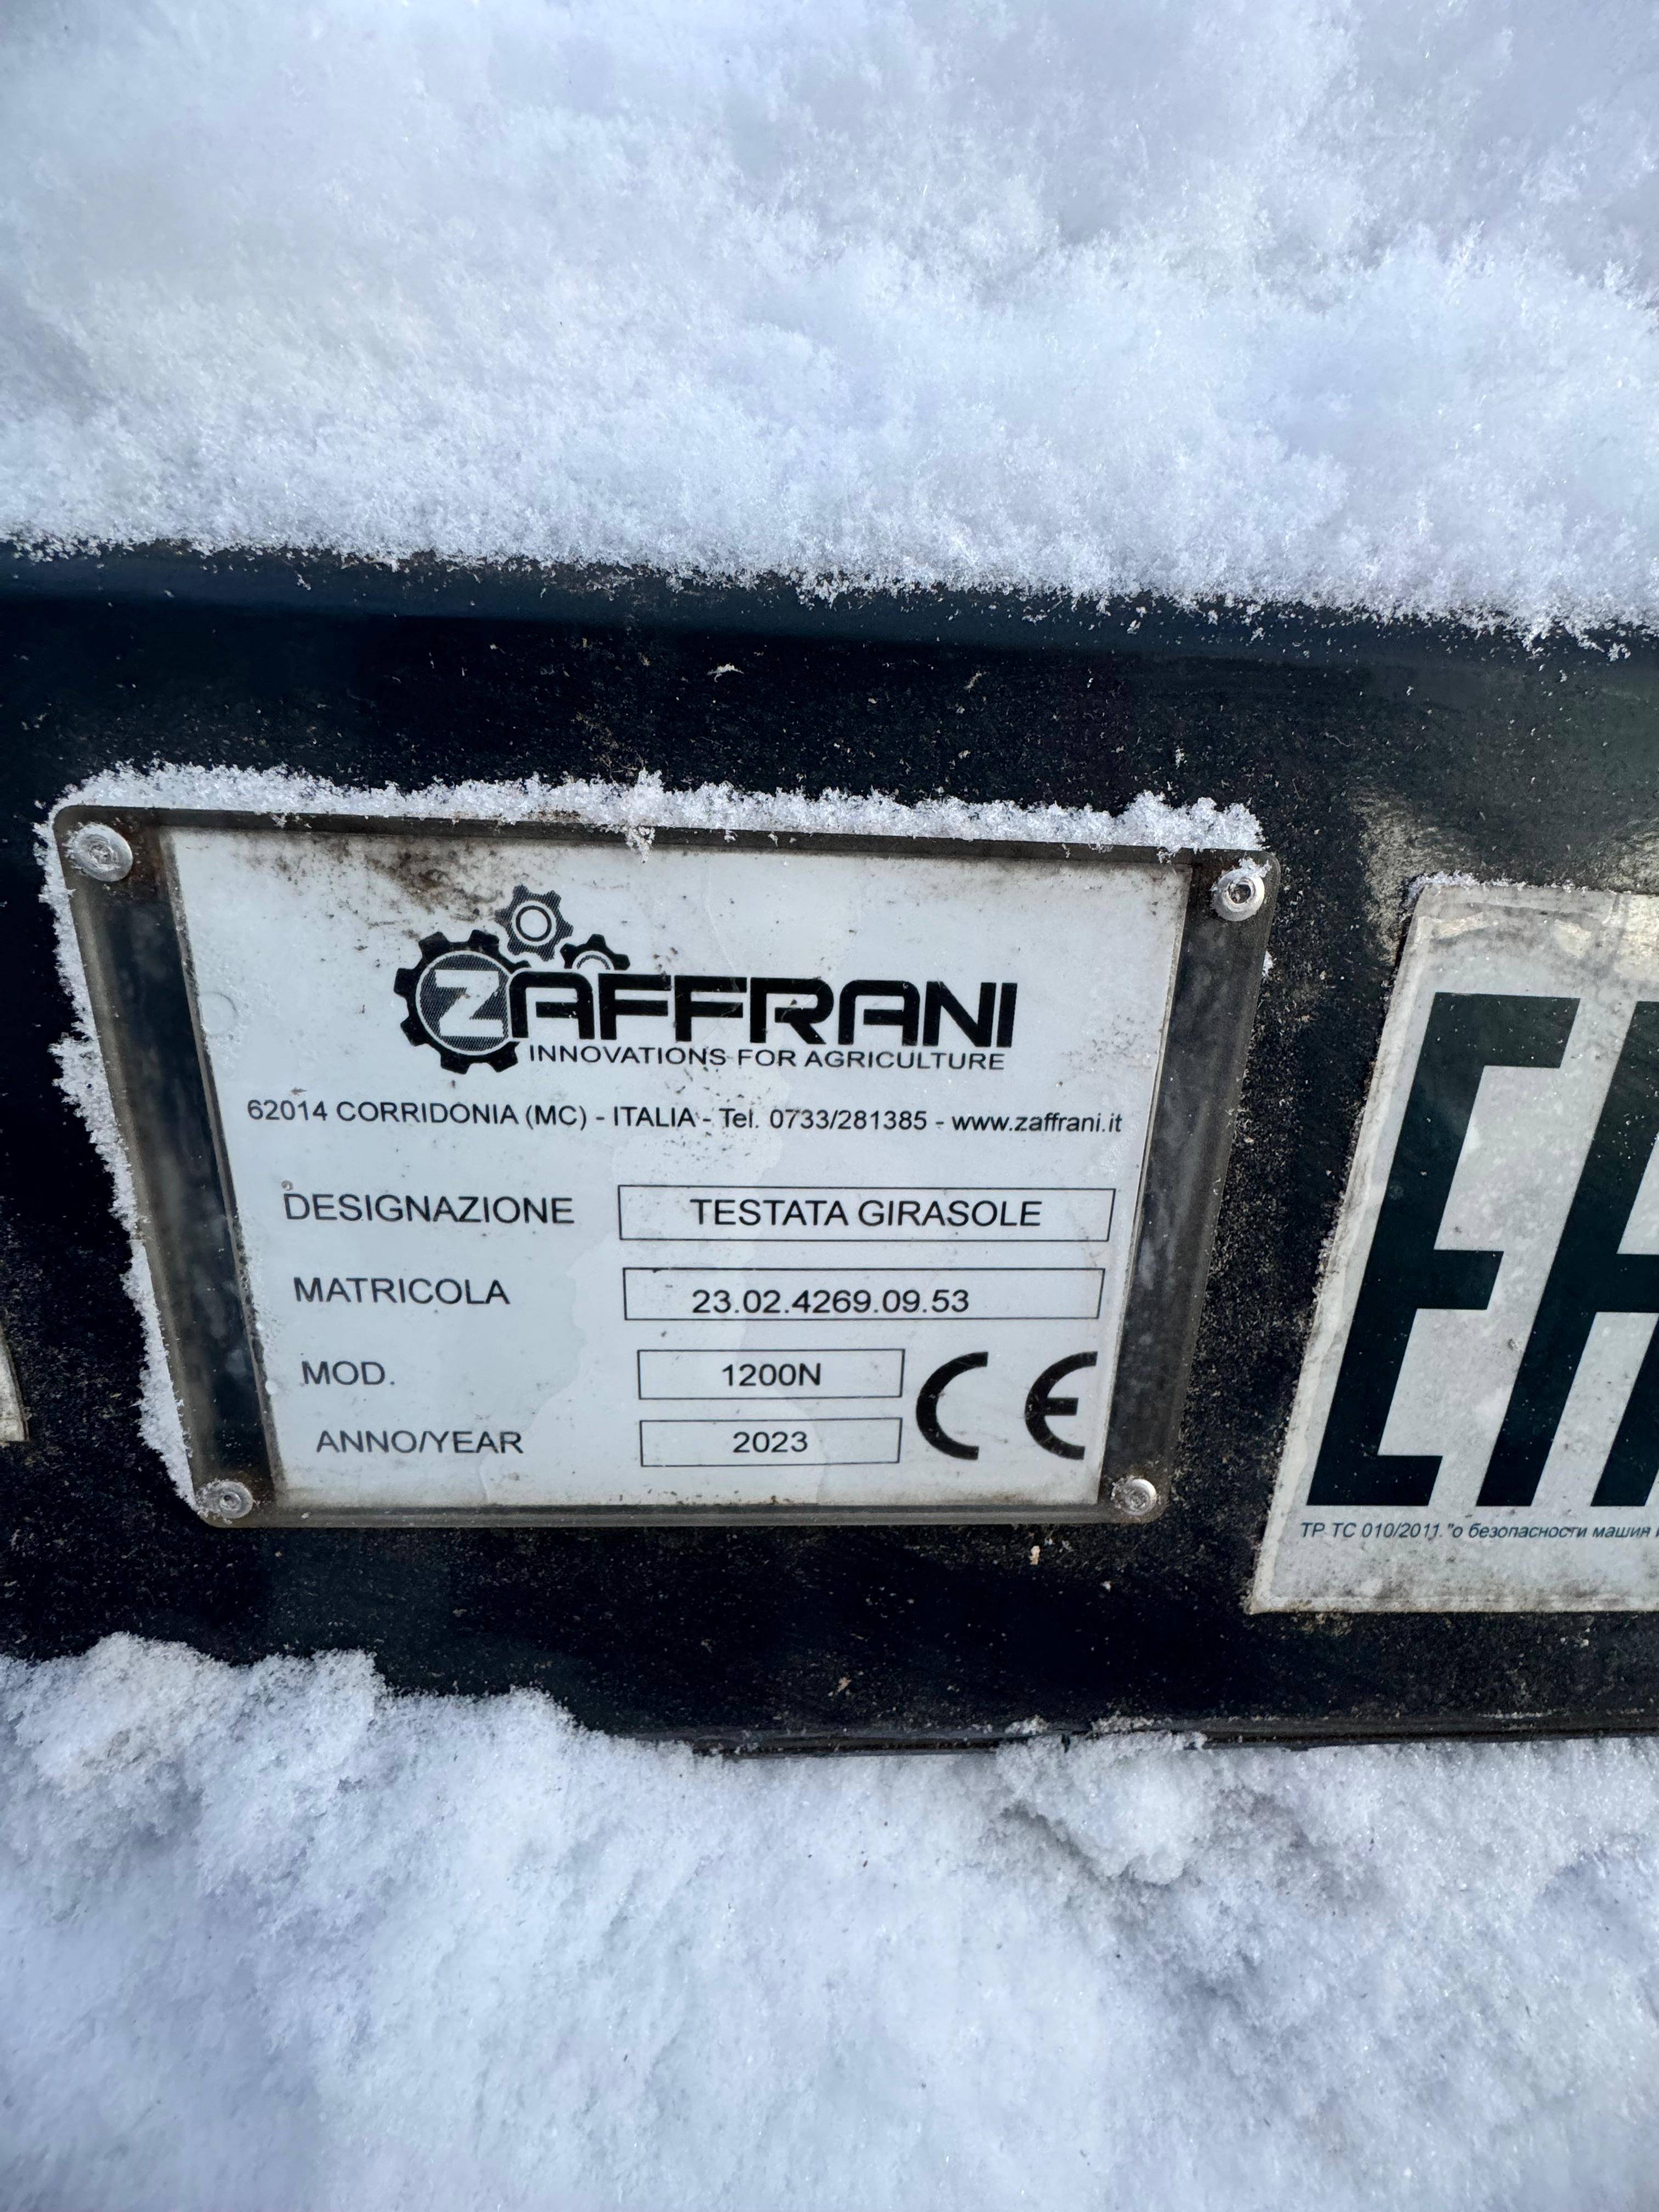 ZAFFRANI
INNOVATIONS FOR AGRICULTURE
62014 CORRIDONIA (MC) - ITALIA - Tel. 0733/281385 - www.zaffrani.it
DESIGNAZIONE TESTATA GIRASOLE
MATRICOLA 23.02.4269.09.53
MOD. 1200N
ANNO/YEAR 2023
CE
EA
ТР ТС 010/2011 "о безопасности машин